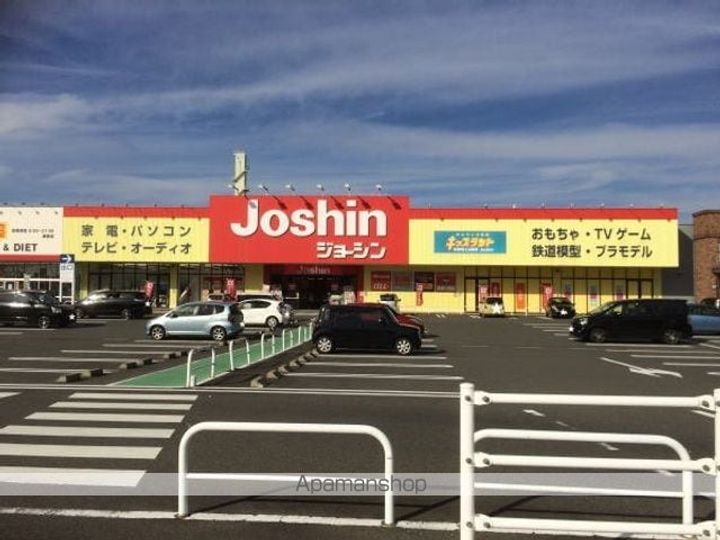 Joshin
ジョーシン
家電・パソコン
テレビ・オーディオ
& DIET
キッズランド
おもちゃ・TVゲーム
鉄道模型・プラモデル
Joshin
Apamanshop